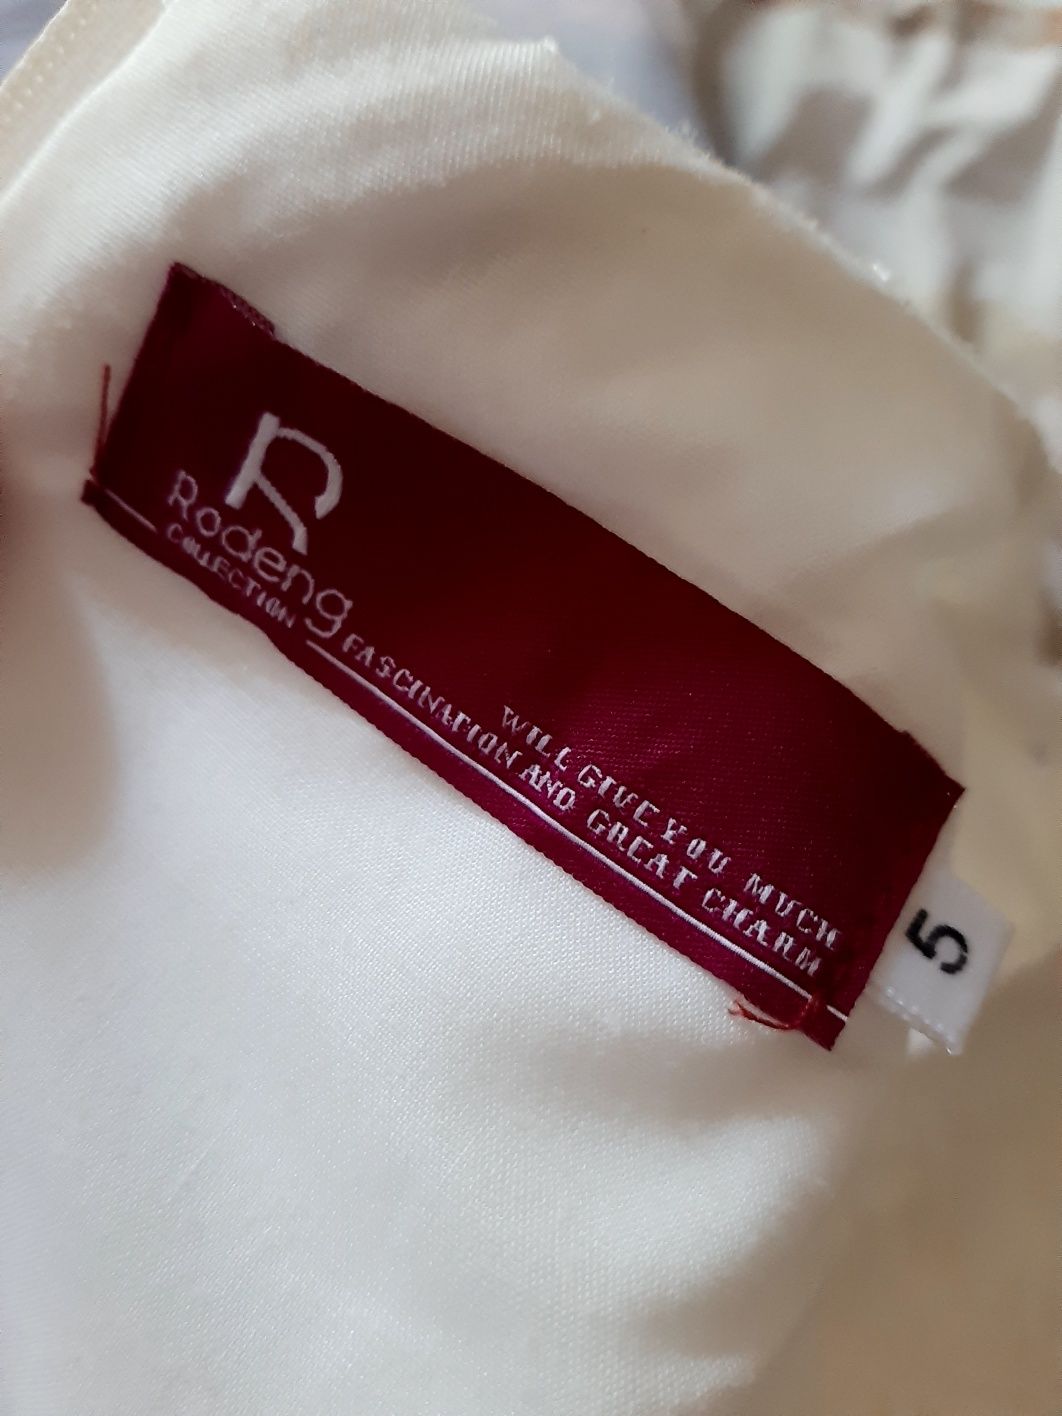 R
Rodeng
COLLECTION
WILL GIVE YOU MUCH
FASCINATION AND GREAT CHARM
5